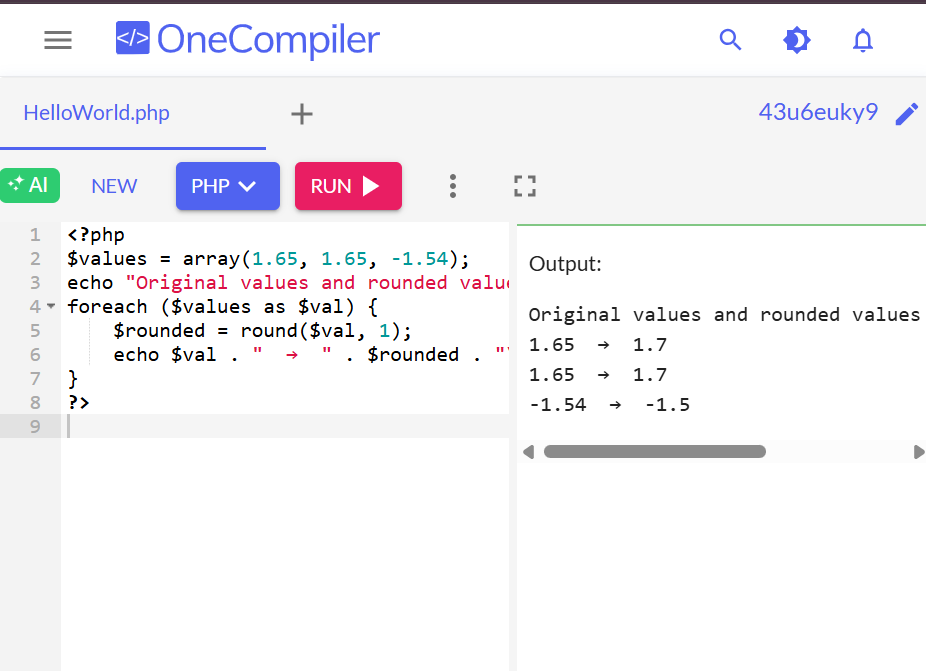 </> OneCompiler
HelloWorld.php +
43u6euky9
AI NEW PHP RUN
1 <?php
2 $values = array(1.65, 1.65, -1.54);
3 echo "Original values and rounded value
4 foreach ($values as $val) {
5     $rounded = round($val, 1);
6     echo $val . "  →  " . $rounded . "\
7 }
8 ?>
9
Output:
Original values and rounded values
1.65  →  1.7
1.65  →  1.7
-1.54  →  -1.5